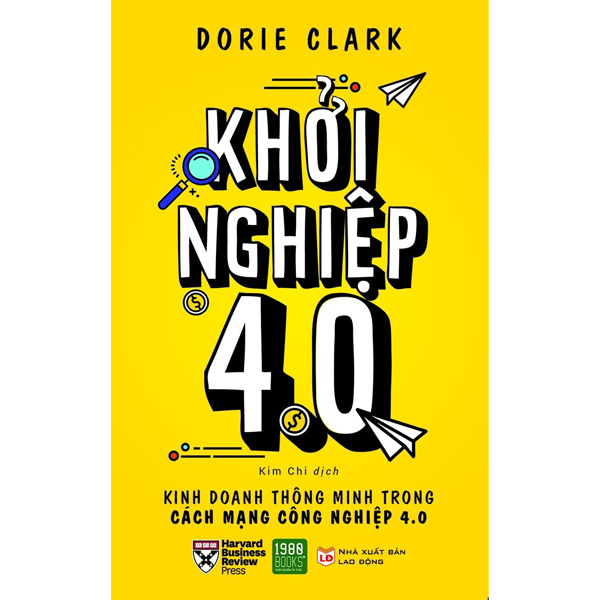 DORIE CLARK
KHỞI
NGHIỆP
4.0
Kim Chi dịch
KINH DOANH THÔNG MINH TRONG
CÁCH MẠNG CÔNG NGHIỆP 4.0
Harvard
Business
Review
Press
1980
BOOKS
LD
NHÀ XUẤT BẢN
LAO ĐỘNG